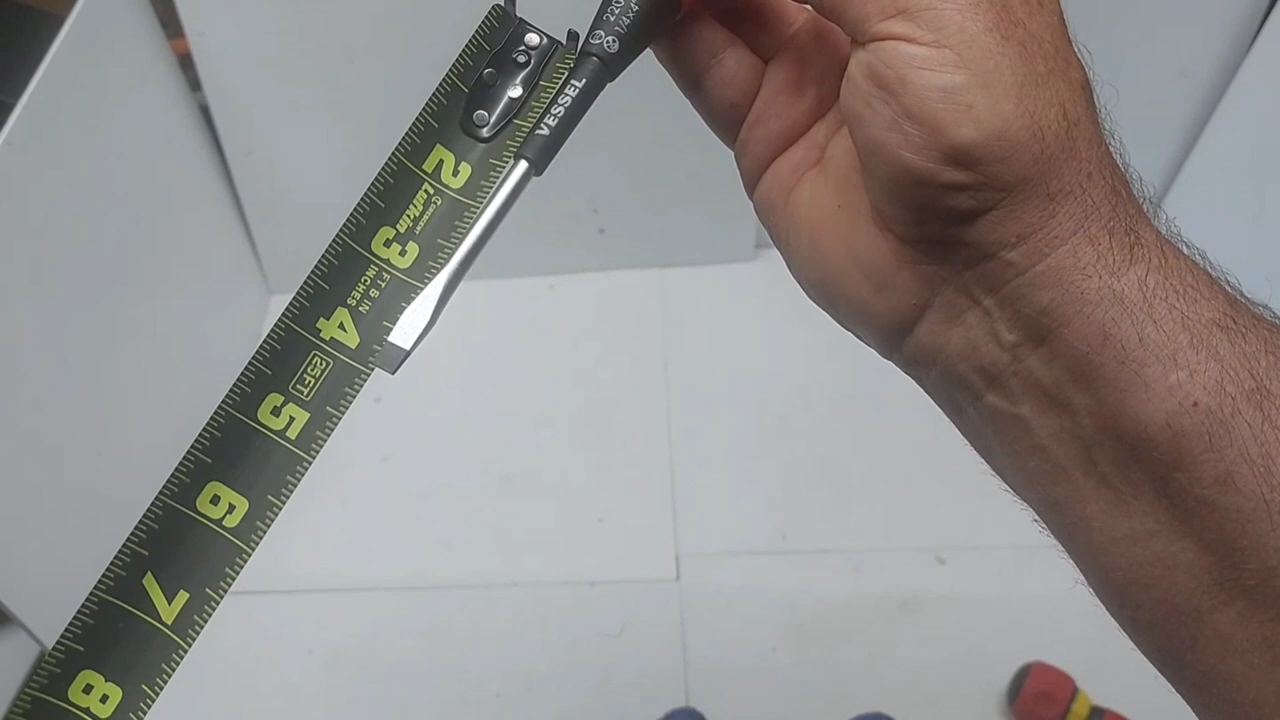 220
1/4x4"
VESSEL
2
CRESCENT
Lufkin
3
FT & IN
INCHES
4
25FT
5
6
7
8